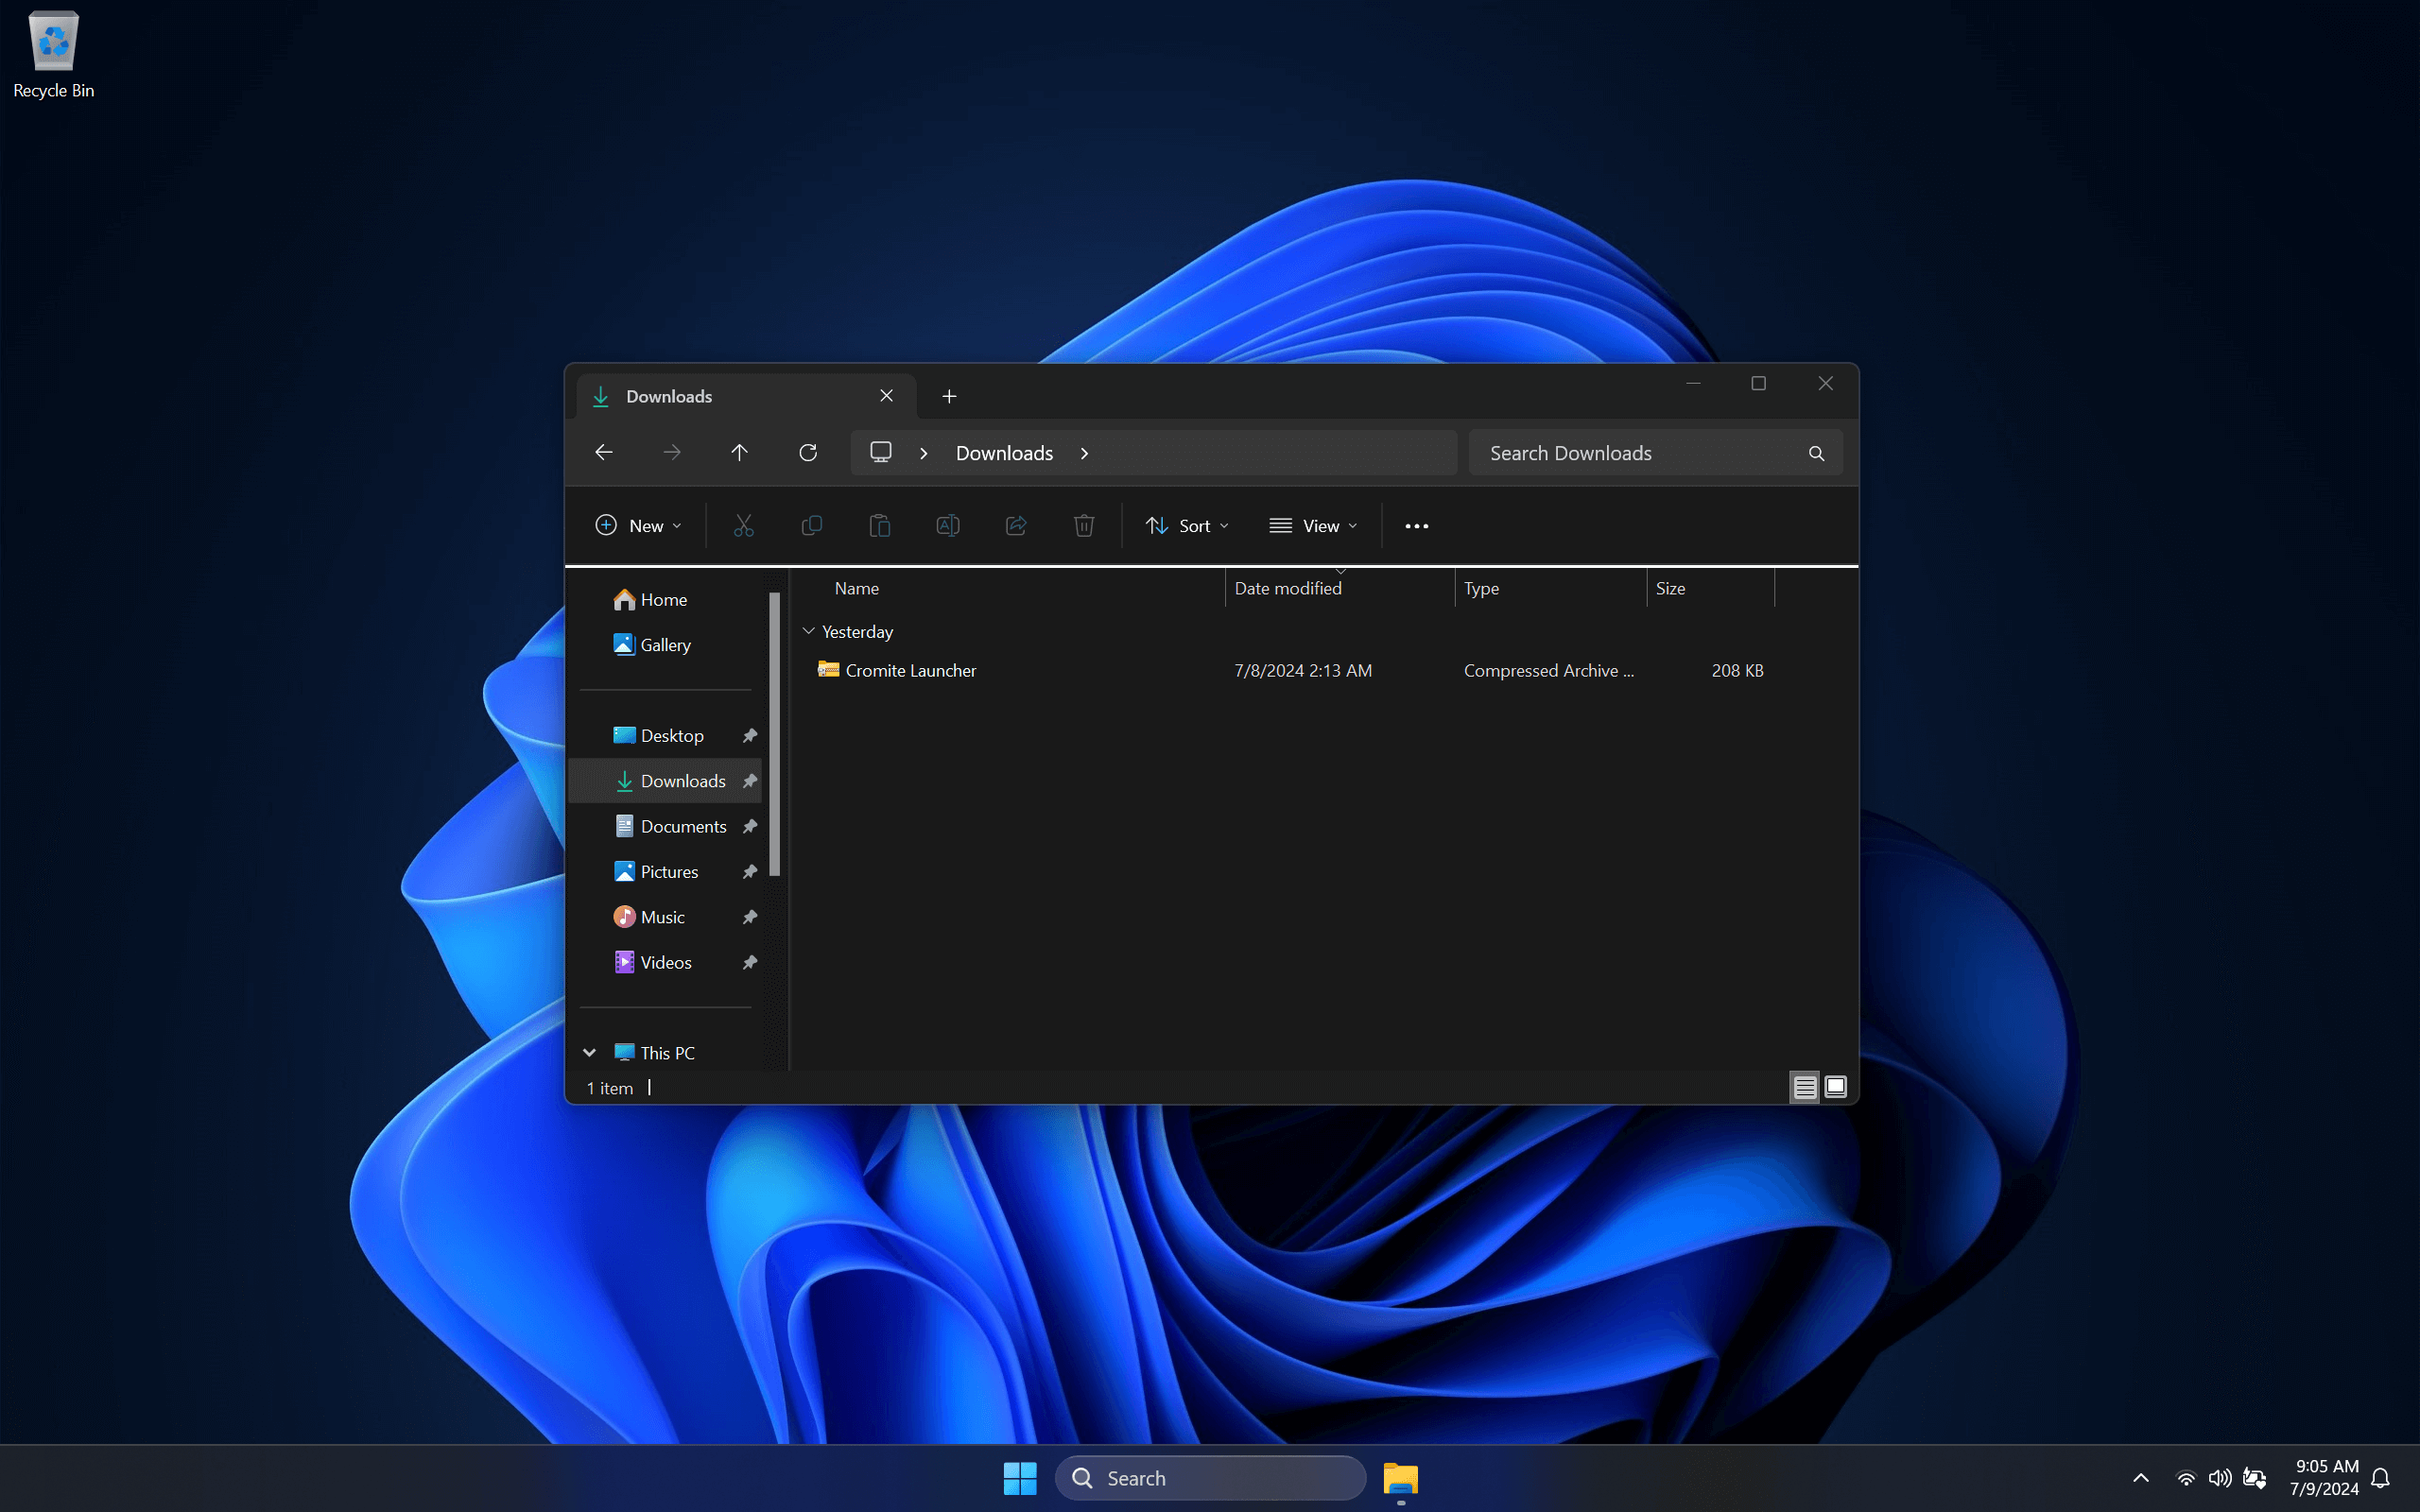 Recycle Bin
Downloads
Downloads
Search Downloads
New
Sort
View
Name Date modified Type Size
Home
Gallery
Yesterday
Cromite Launcher 7/8/2024 2:13 AM Compressed Archive ... 208 KB
Desktop
Downloads
Documents
Pictures
Music
Videos
This PC
1 item
Search
9:05 AM
7/9/2024